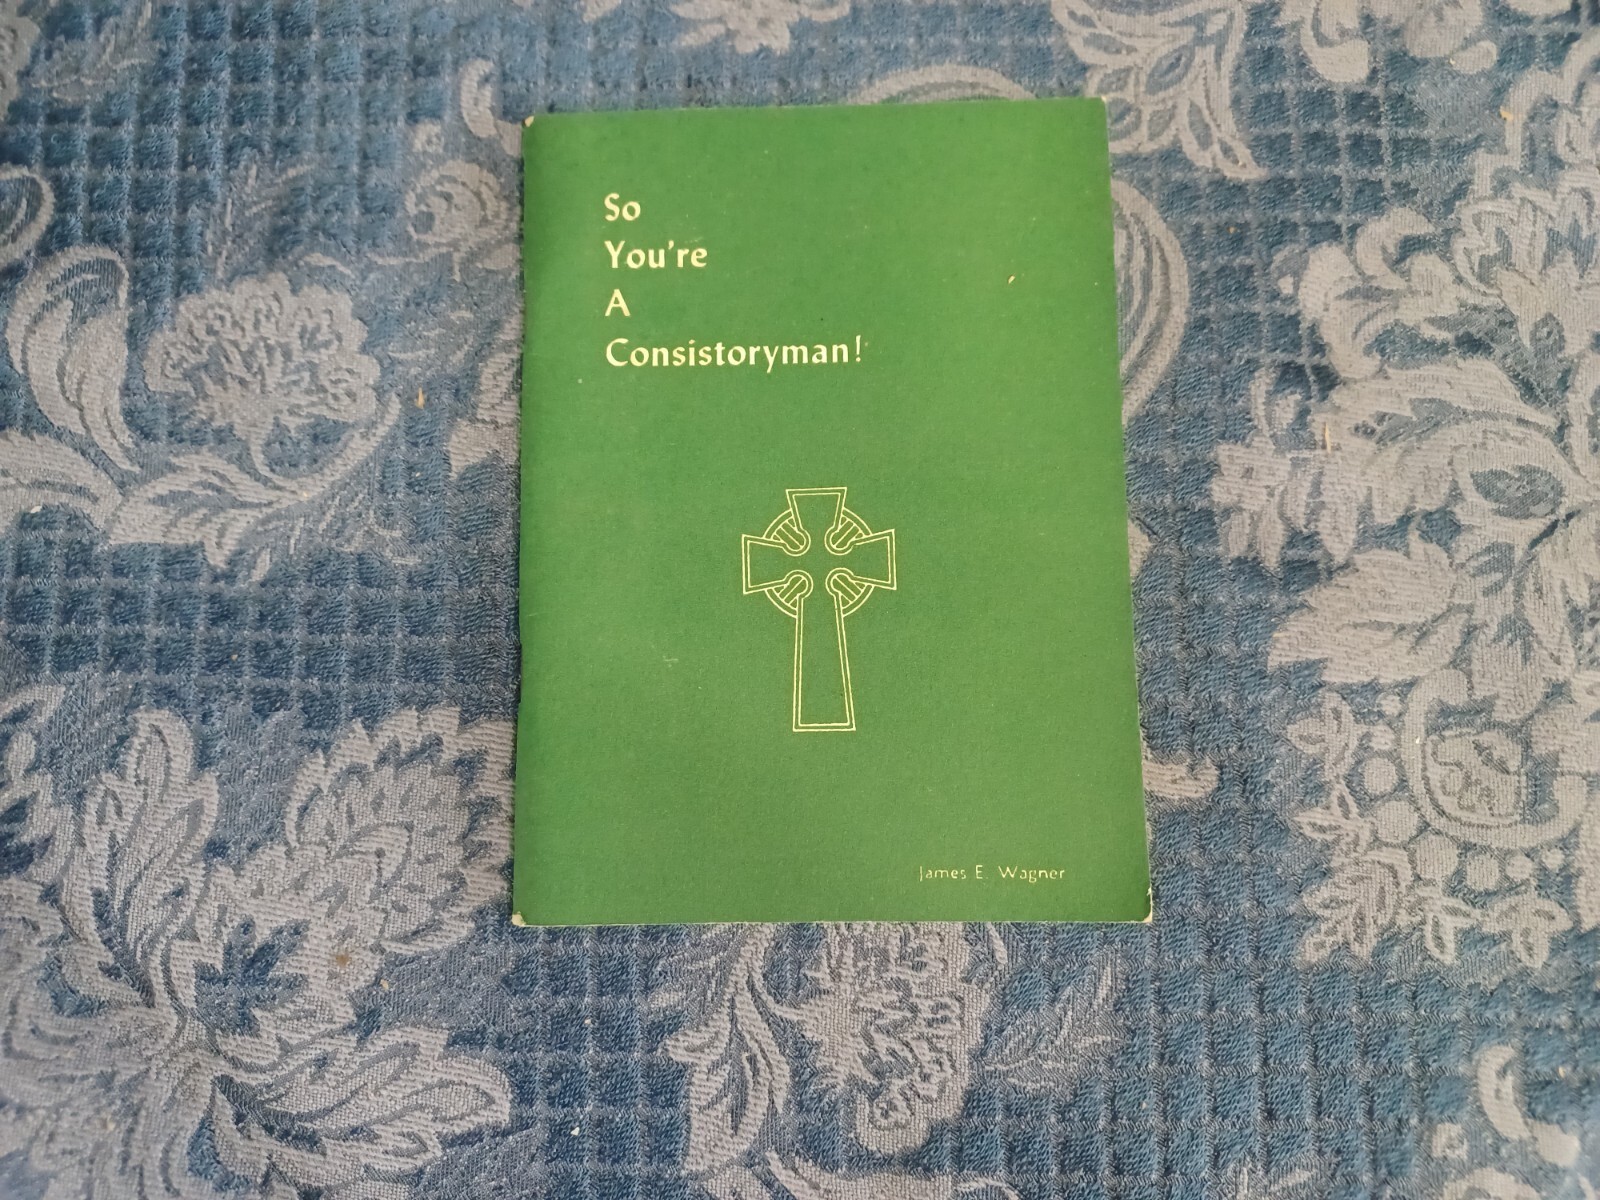 So
You're
A
Consistoryman!
James E. Wagner